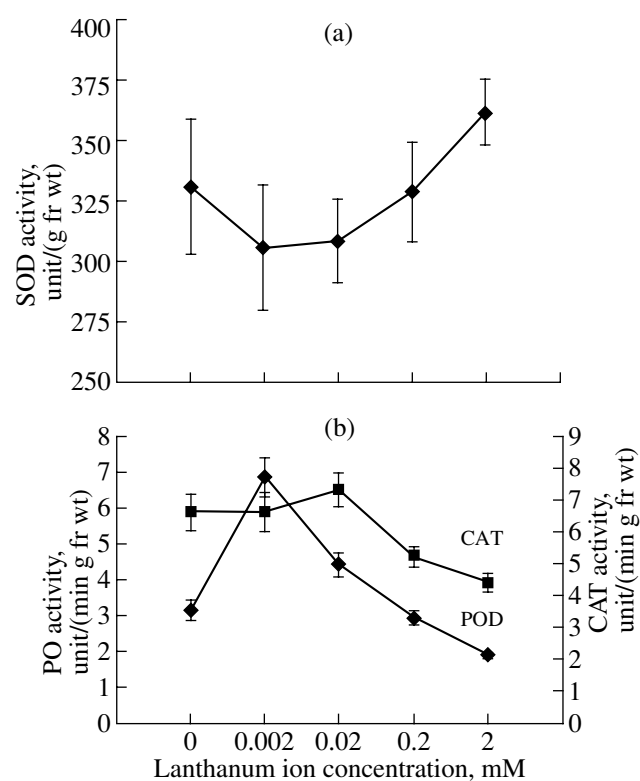 (a)
400
375
350
325
300
275
250
SOD activity,
unit/(g fr wt)
(b)
8
7
6
5
4
3
2
1
0
PO activity,
unit/(min g fr wt)
9
8
7
6
5
4
3
2
1
0
CAT activity,
unit/(min g fr wt)
CAT
POD
0 0.002 0.02 0.2 2
Lanthanum ion concentration, mM